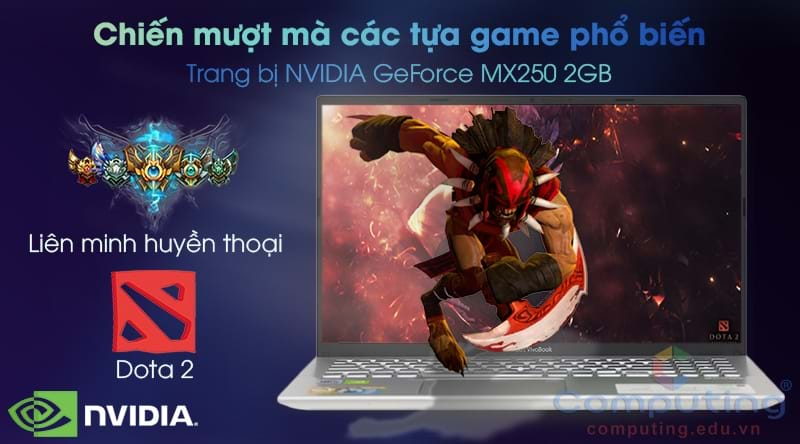 Chiến mượt mà các tựa game phổ biến
Trang bị NVIDIA GeForce MX250 2GB
Liên minh huyền thoại
Dota 2
NVIDIA.
DOTA 2
VivoBook
Computing®
computing.edu.vn